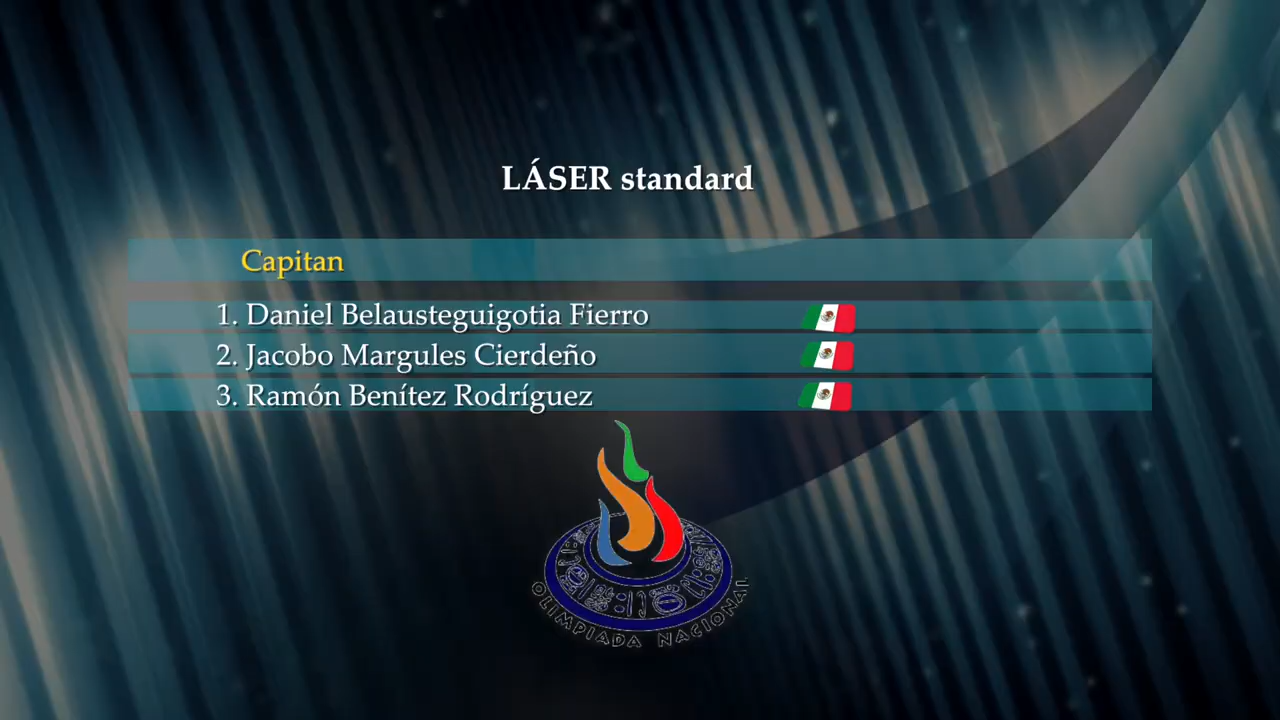 LÁSER standard
Capitan
1. Daniel Belausteguigotia Fierro
2. Jacobo Margules Cierdeño
3. Ramón Benítez Rodríguez
OLIMPIADA NACIONAL